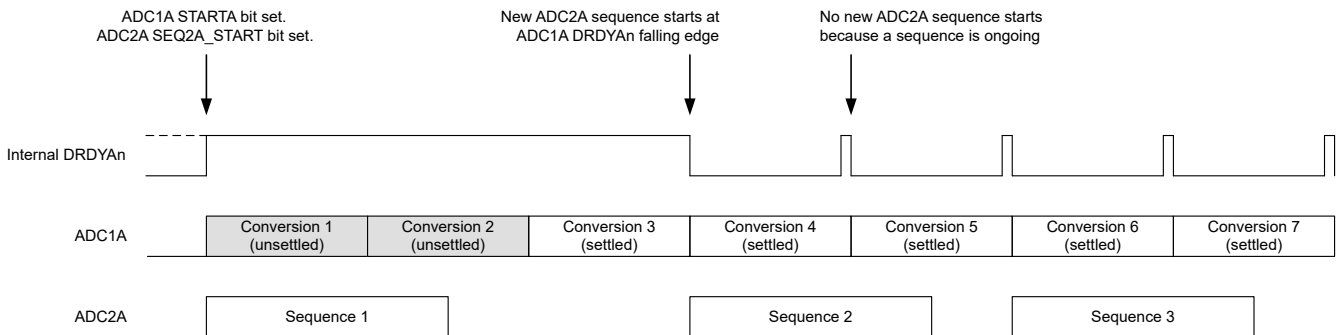 ADC1A STARTA bit set.
ADC2A SEQ2A_START bit set.
New ADC2A sequence starts at
ADC1A DRDYAn falling edge
No new ADC2A sequence starts
because a sequence is ongoing
Internal DRDYAn
ADC1A
Conversion 1
(unsettled)
Conversion 2
(unsettled)
Conversion 3
(settled)
Conversion 4
(settled)
Conversion 5
(settled)
Conversion 6
(settled)
Conversion 7
(settled)
ADC2A
Sequence 1
Sequence 2
Sequence 3